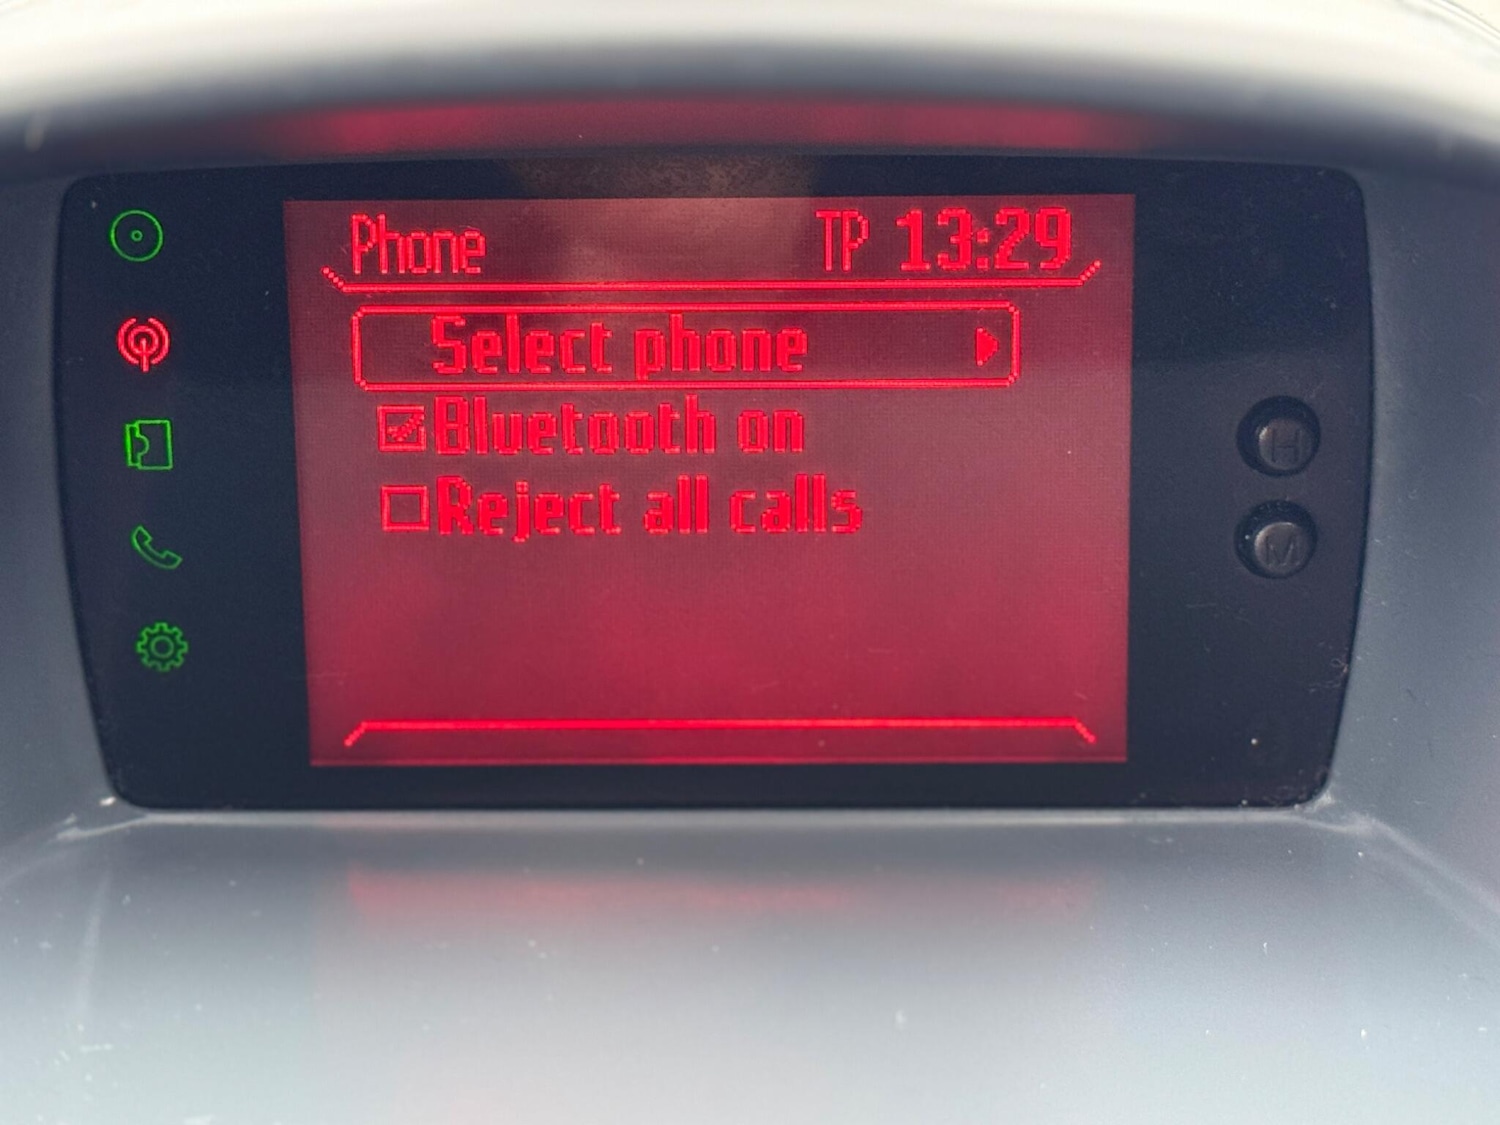 Phone TP 13:29
Select phone
Bluetooth on
Reject all calls
H
M